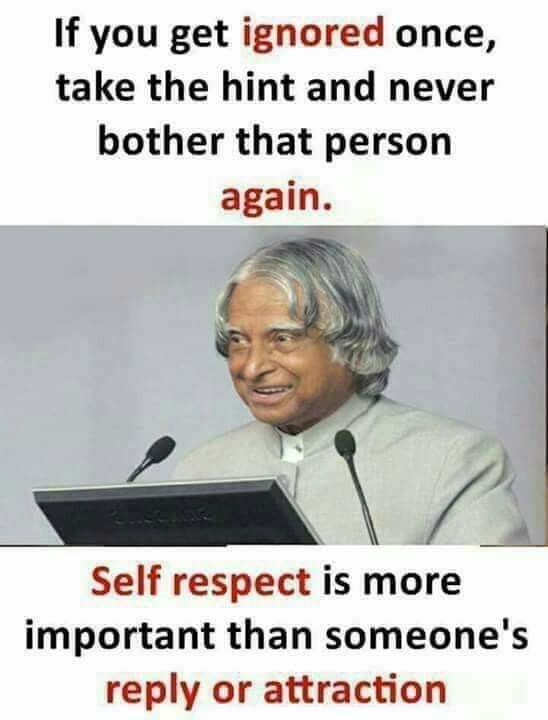 If you get ignored once,
take the hint and never
bother that person
again.
Self respect is more
important than someone's
reply or attraction